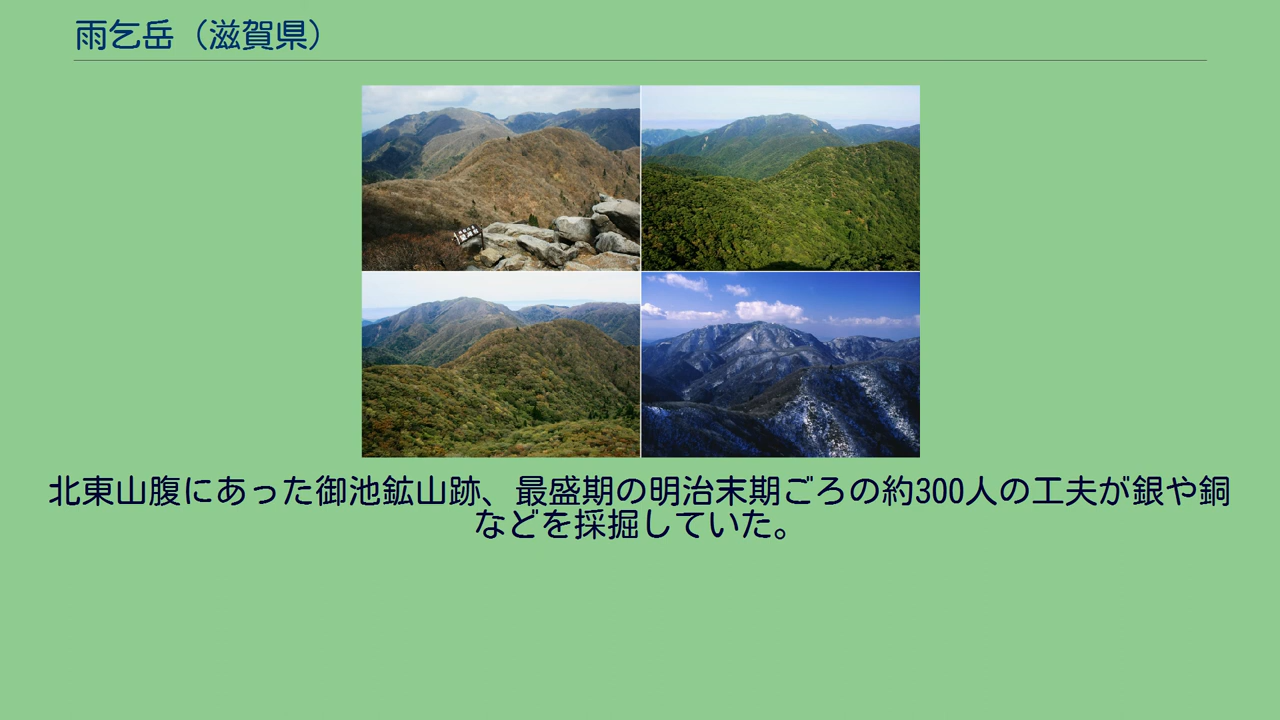 雨乞岳（滋賀県）
北東山腹にあった御池鉱山跡、最盛期の明治末期ごろの約300人の工夫が銀や銅
などを採掘していた。